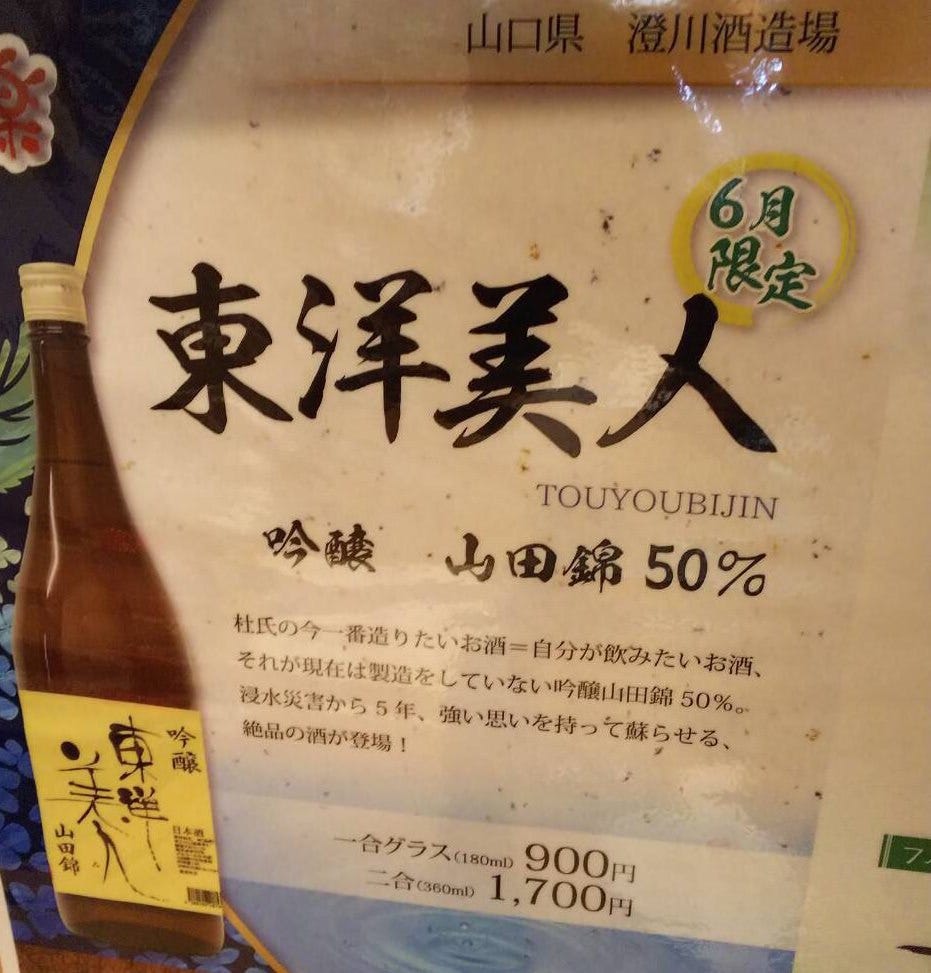 山口県　澄川酒造場
楽
6月
限定
東洋美人
TOUYOUBIJIN
吟醸　山田錦 50%
杜氏の今一番造りたいお酒＝自分が飲みたいお酒、
それが現在は製造をしていない吟醸山田錦 50%。
浸水災害から5年、強い思いを持って蘇らせる、
絶品の酒が登場！
吟醸
東洋
美人
山田錦
日本酒
一合グラス(180ml) 900円
二合(360ml) 1,700円